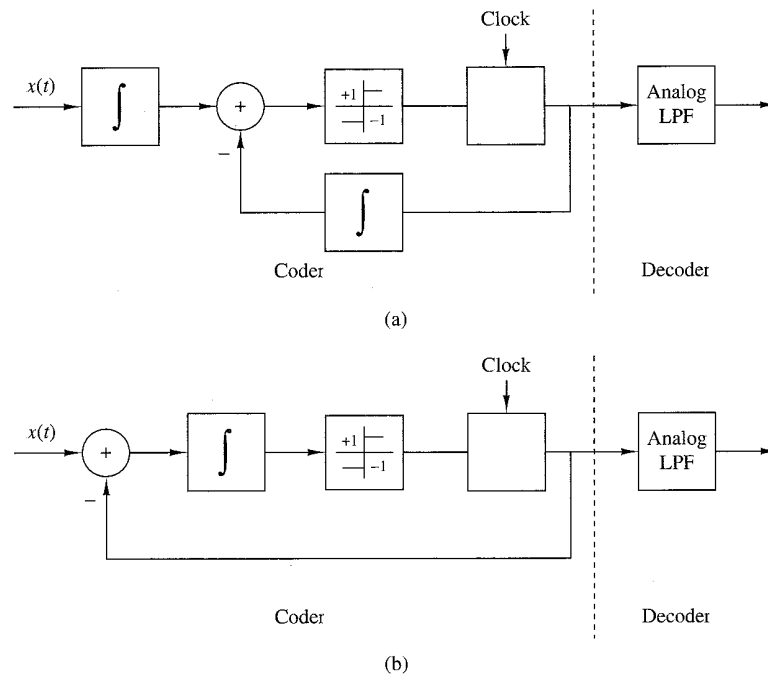 Clock
x(t)
∫
+
+1
−1
Analog
LPF
−
∫
Coder
Decoder
(a)
Clock
x(t)
+
∫
+1
−1
Analog
LPF
−
Coder
Decoder
(b)